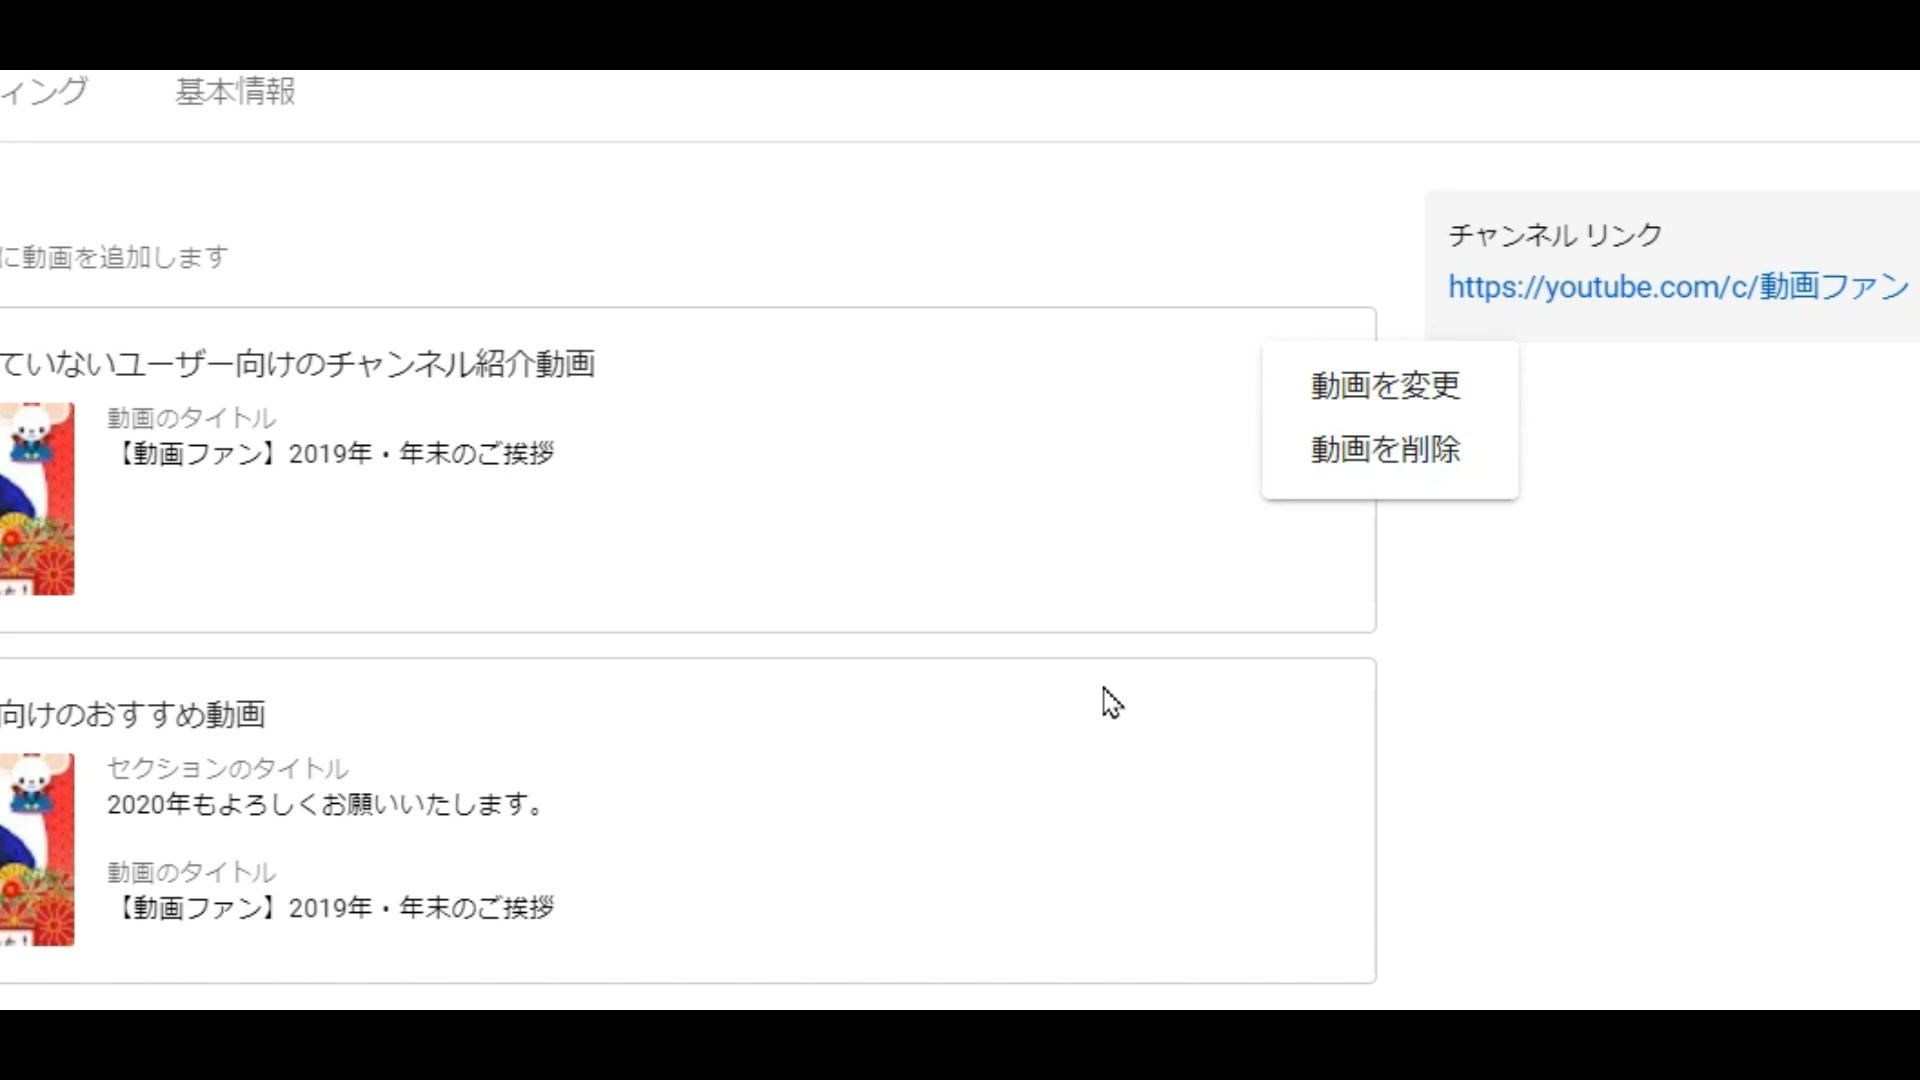 ィング 基本情報
に動画を追加します
チャンネル リンク
https://youtube.com/c/動画ファン
ていないユーザー向けのチャンネル紹介動画
動画を変更
動画を削除
動画のタイトル
【動画ファン】2019年・年末のご挨拶
向けのおすすめ動画
セクションのタイトル
2020年もよろしくお願いいたします。
動画のタイトル
【動画ファン】2019年・年末のご挨拶